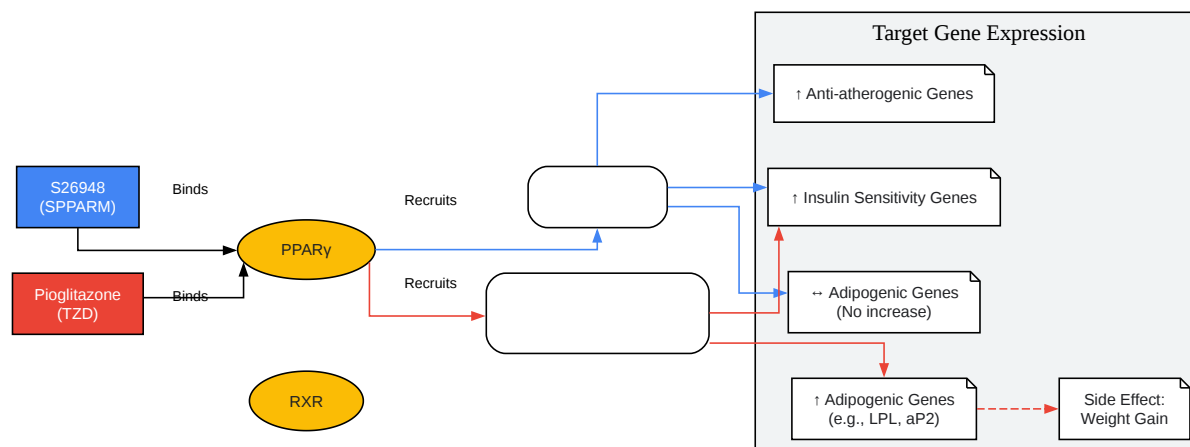 Target Gene Expression
↑ Anti-atherogenic Genes
S26948
(SPPARM)
Binds
Recruits
↑ Insulin Sensitivity Genes
PPARγ
Pioglitazone
(TZD)
Binds
Recruits
↔ Adipogenic Genes
(No increase)
RXR
↑ Adipogenic Genes
(e.g., LPL, aP2)
Side Effect:
Weight Gain